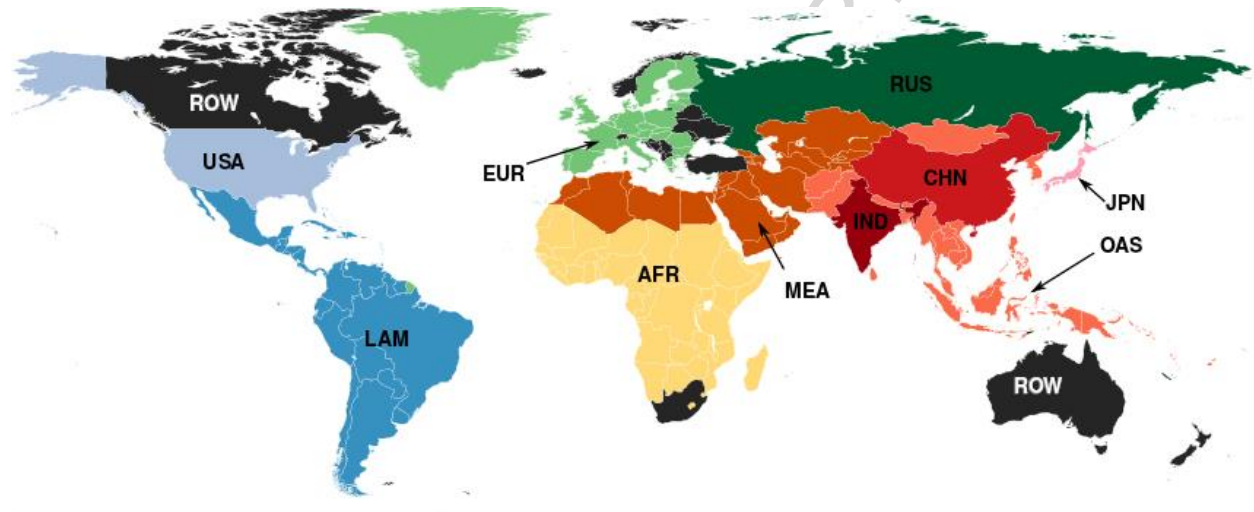 RUS
ROW
USA
EUR
CHN
JPN
IND
OAS
AFR
MEA
LAM
ROW